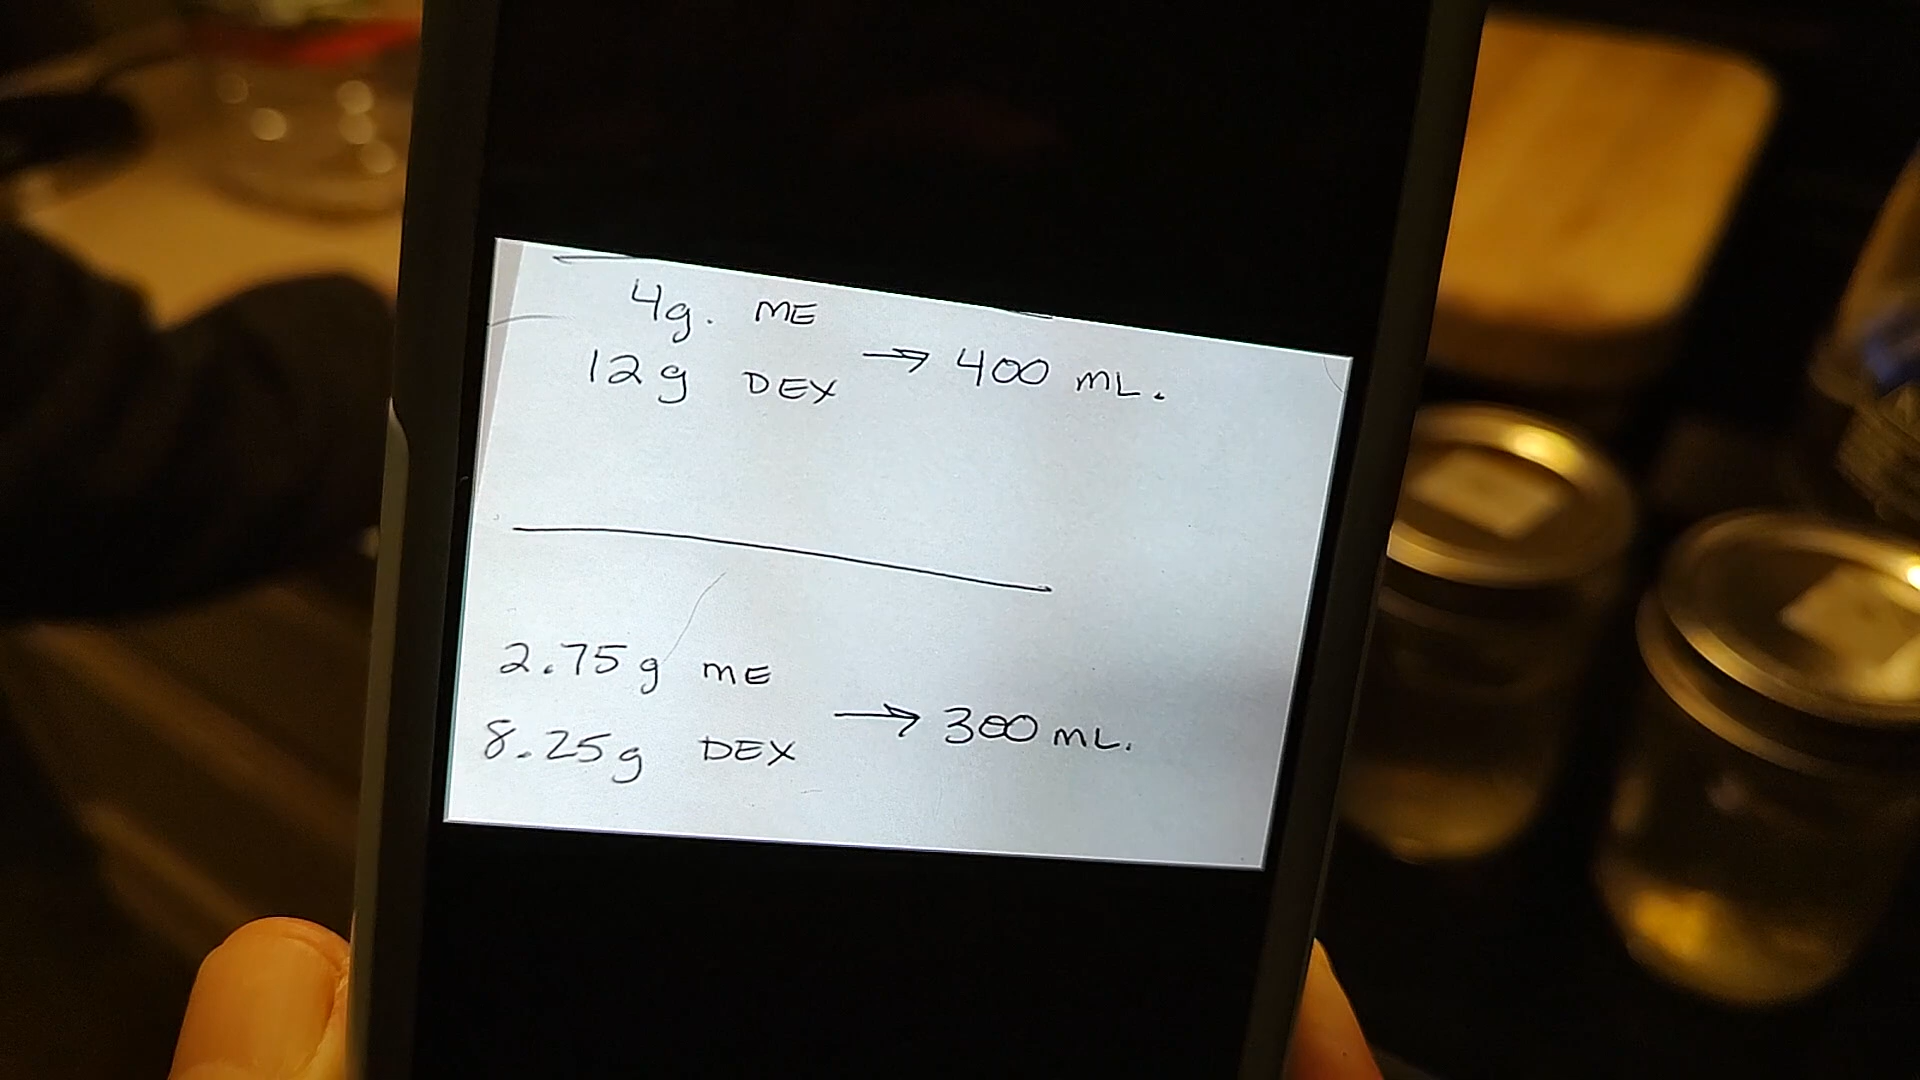 4g. ME
12g DEX → 400 ML.
2.75g ME
8.25g DEX → 300 ML.